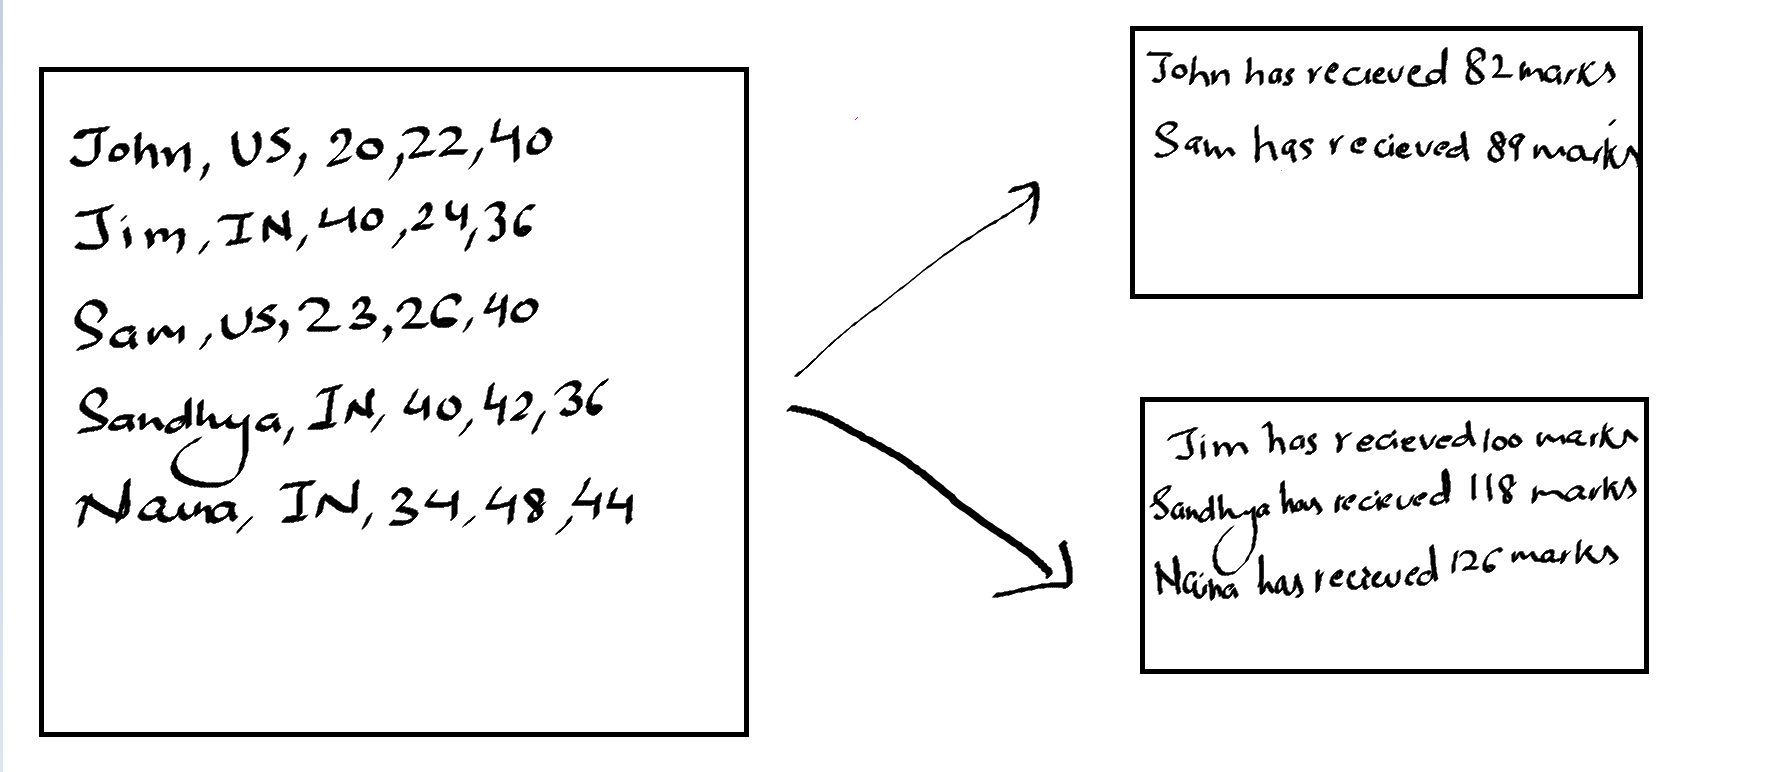 John, US, 20,22,40
Jim, IN, 40,24,36
Sam, US, 23,26,40
Sandhya, IN, 40,42,36
Naina, IN, 34,48,44
John has recieved 82 marks
Sam has recieved 89 marks
Jim has recieved 100 marks
Sandhya has recieved 118 marks
Naina has recieved 126 marks